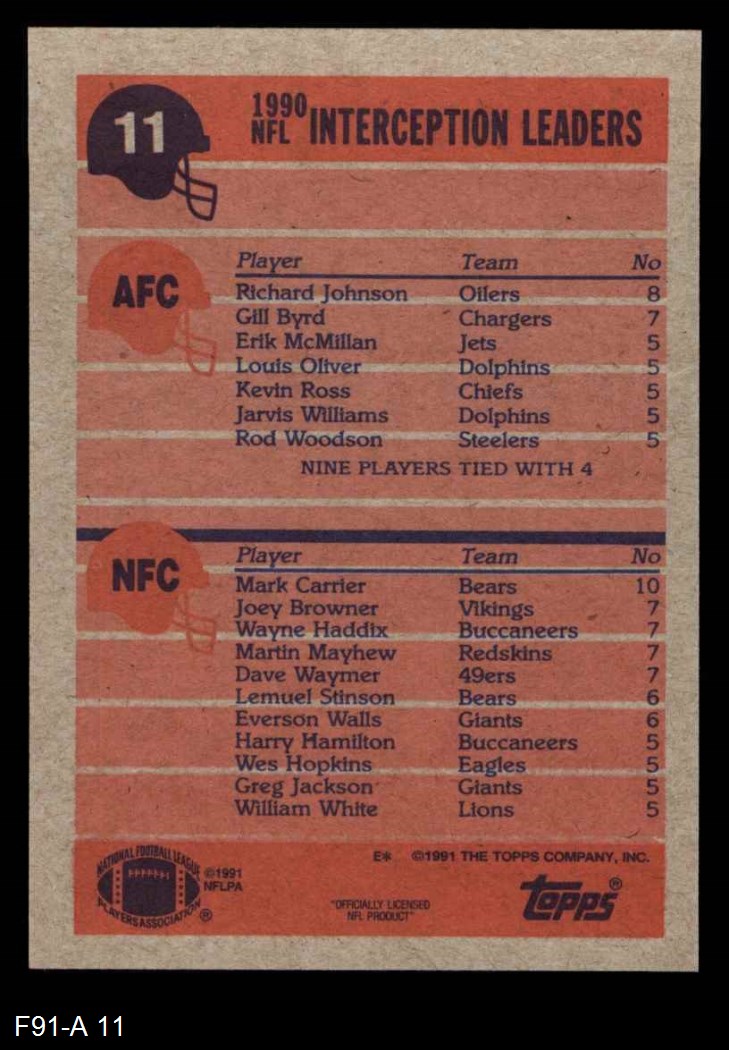 11
1990 NFL INTERCEPTION LEADERS
AFC
Player Team No
Richard Johnson Oilers 8
Gill Byrd Chargers 7
Erik McMillan Jets 5
Louis Oliver Dolphins 5
Kevin Ross Chiefs 5
Jarvis Williams Dolphins 5
Rod Woodson Steelers 5
NINE PLAYERS TIED WITH 4
NFC
Player Team No
Mark Carrier Bears 10
Joey Browner Vikings 7
Wayne Haddix Buccaneers 7
Martin Mayhew Redskins 7
Dave Waymer 49ers 7
Lemuel Stinson Bears 6
Everson Walls Giants 6
Harry Hamilton Buccaneers 5
Wes Hopkins Eagles 5
Greg Jackson Giants 5
William White Lions 5
NATIONAL FOOTBALL LEAGUE
PLAYERS ASSOCIATION ®
©1991
NFLPA
E* ©1991 THE TOPPS COMPANY, INC.
"OFFICIALLY LICENSED
NFL PRODUCT"
topps®
F91-A 11